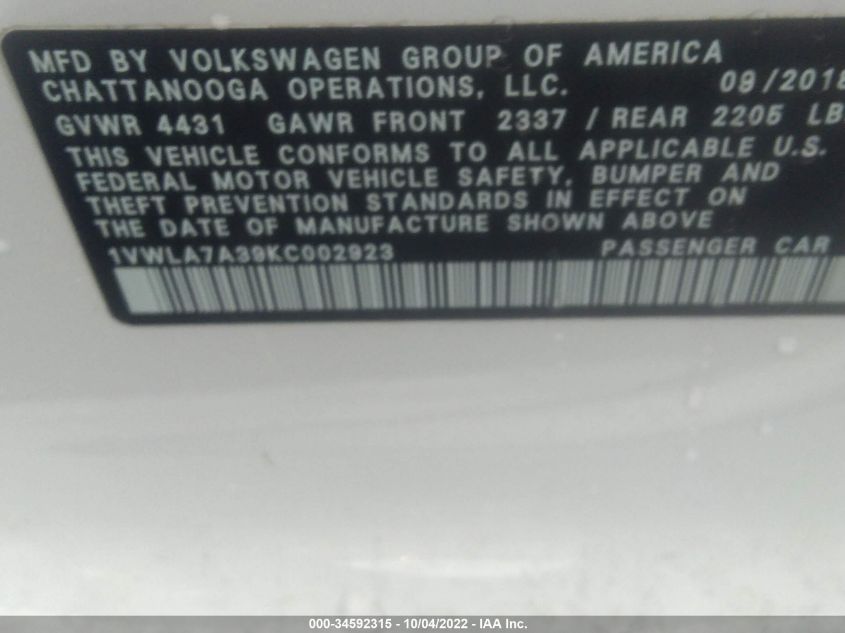 MFD BY VOLKSWAGEN GROUP OF AMERICA
CHATTANOOGA OPERATIONS, LLC. 09/2018
GVWR 4431 GAWR FRONT 2337 / REAR 2205 LB
THIS VEHICLE CONFORMS TO ALL APPLICABLE U.S.
FEDERAL MOTOR VEHICLE SAFETY, BUMPER AND
THEFT PREVENTION STANDARDS IN EFFECT ON
THE DATE OF MANUFACTURE SHOWN ABOVE
1VWLA7A39KC002923 PASSENGER CAR
000-34592315 - 10/04/2022 - IAA Inc.